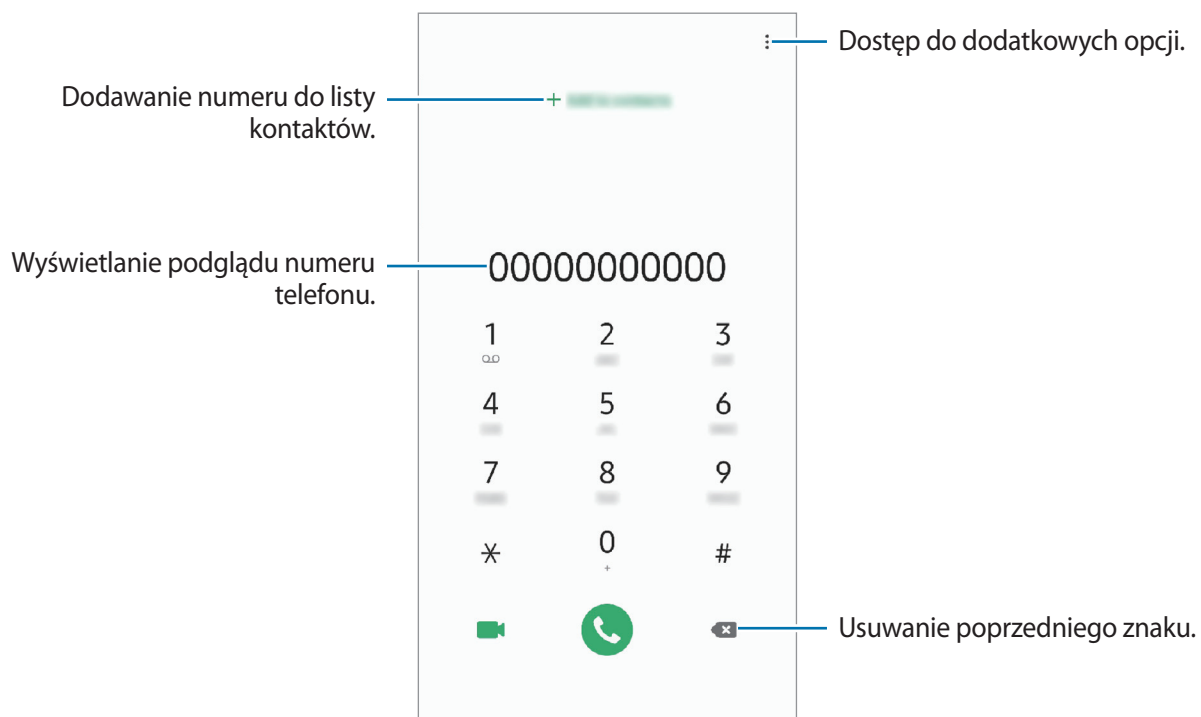 Dostęp do dodatkowych opcji.
Dodawanie numeru do listy
kontaktów.
+
Wyświetlanie podglądu numeru
telefonu.
00000000000
1 2 3
4 5 6
7 8 9
* 0 #
+
Usuwanie poprzedniego znaku.